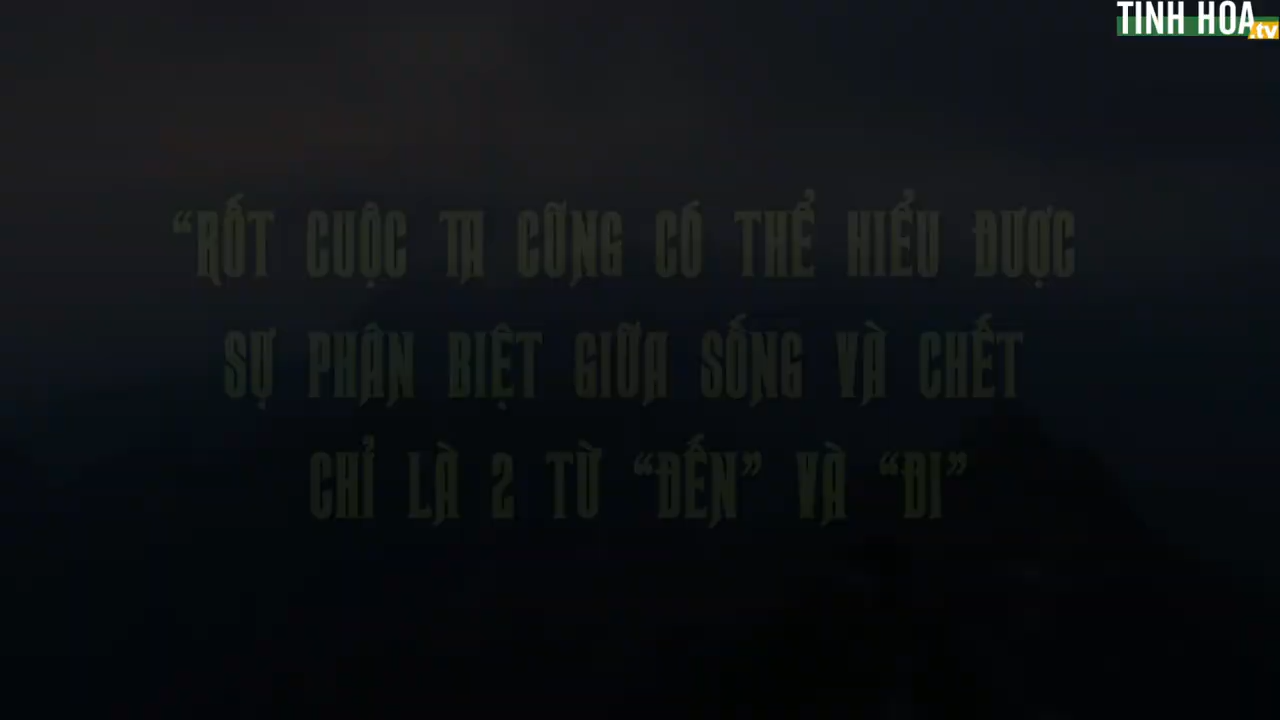 TINH HOA.tv
“RỐT CUỘC TA CŨNG CÓ THỂ HIỂU ĐƯỢC
SỰ PHÂN BIỆT GIỮA SỐNG VÀ CHẾT
CHỈ LÀ 2 TỪ “ĐẾN” VÀ “ĐI”